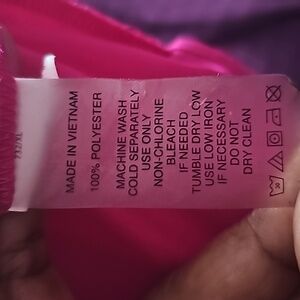 MADE IN VIETNAM
100% POLYESTER
MACHINE WASH
COLD SEPARATELY
USE ONLY
NON-CHLORINE
BLEACH
IF NEEDED
TUMBLE DRY LOW
USE LOW IRON
IF NECESSARY
DO NOT
DRY CLEAN